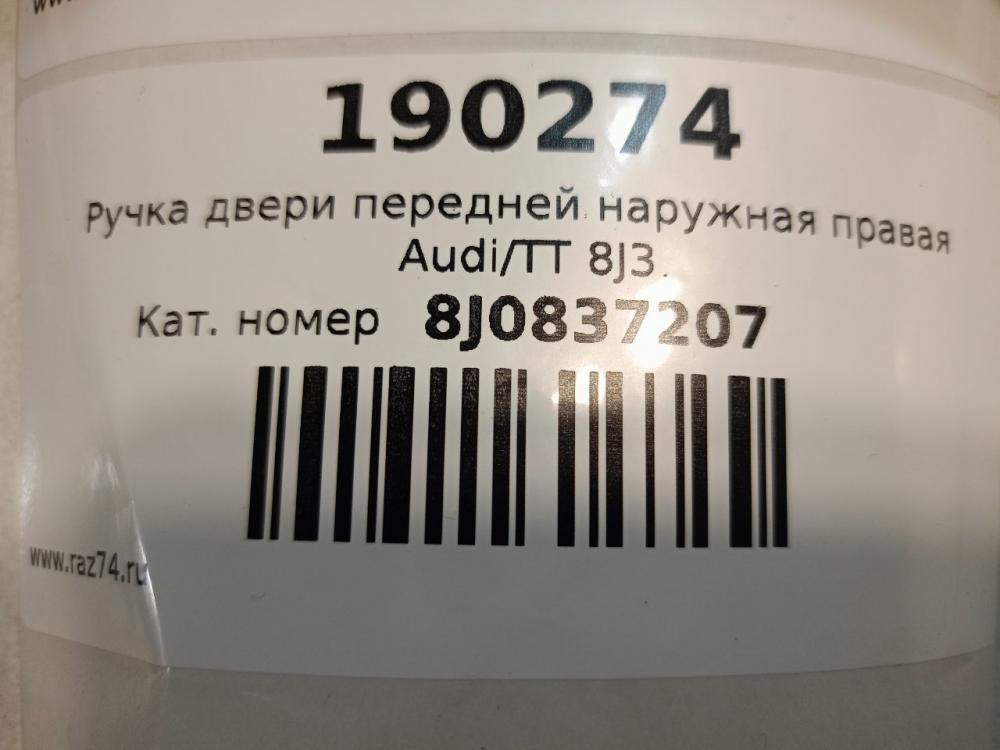 190274
Ручка двери передней наружная правая
Audi/TT 8J3
Кат. номер 8J0837207
www.raz74.ru